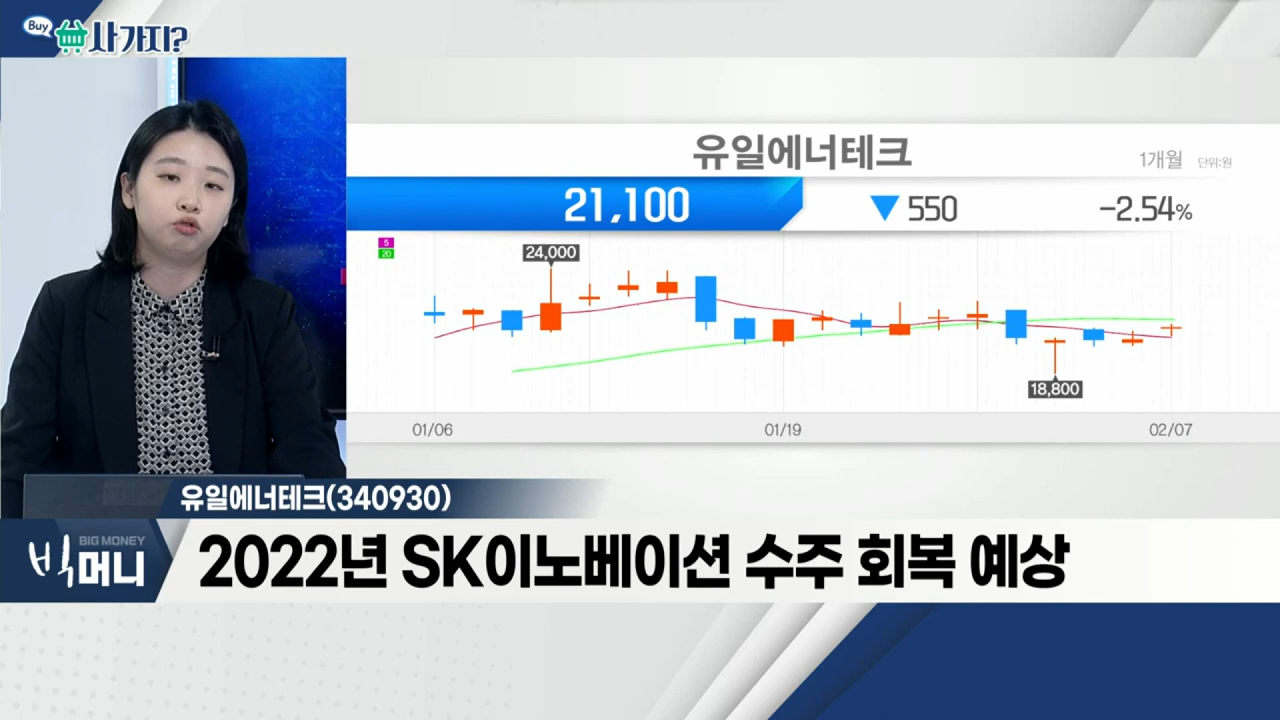 Buy
사가지?
유일에너테크
1개월 단위:원
21,100 ▼ 550 -2.54%
5
20
24,000
18,800
01/06 01/19 02/07
유일에너테크(340930)
BIG MONEY
빅머니
2022년 SK이노베이션 수주 회복 예상